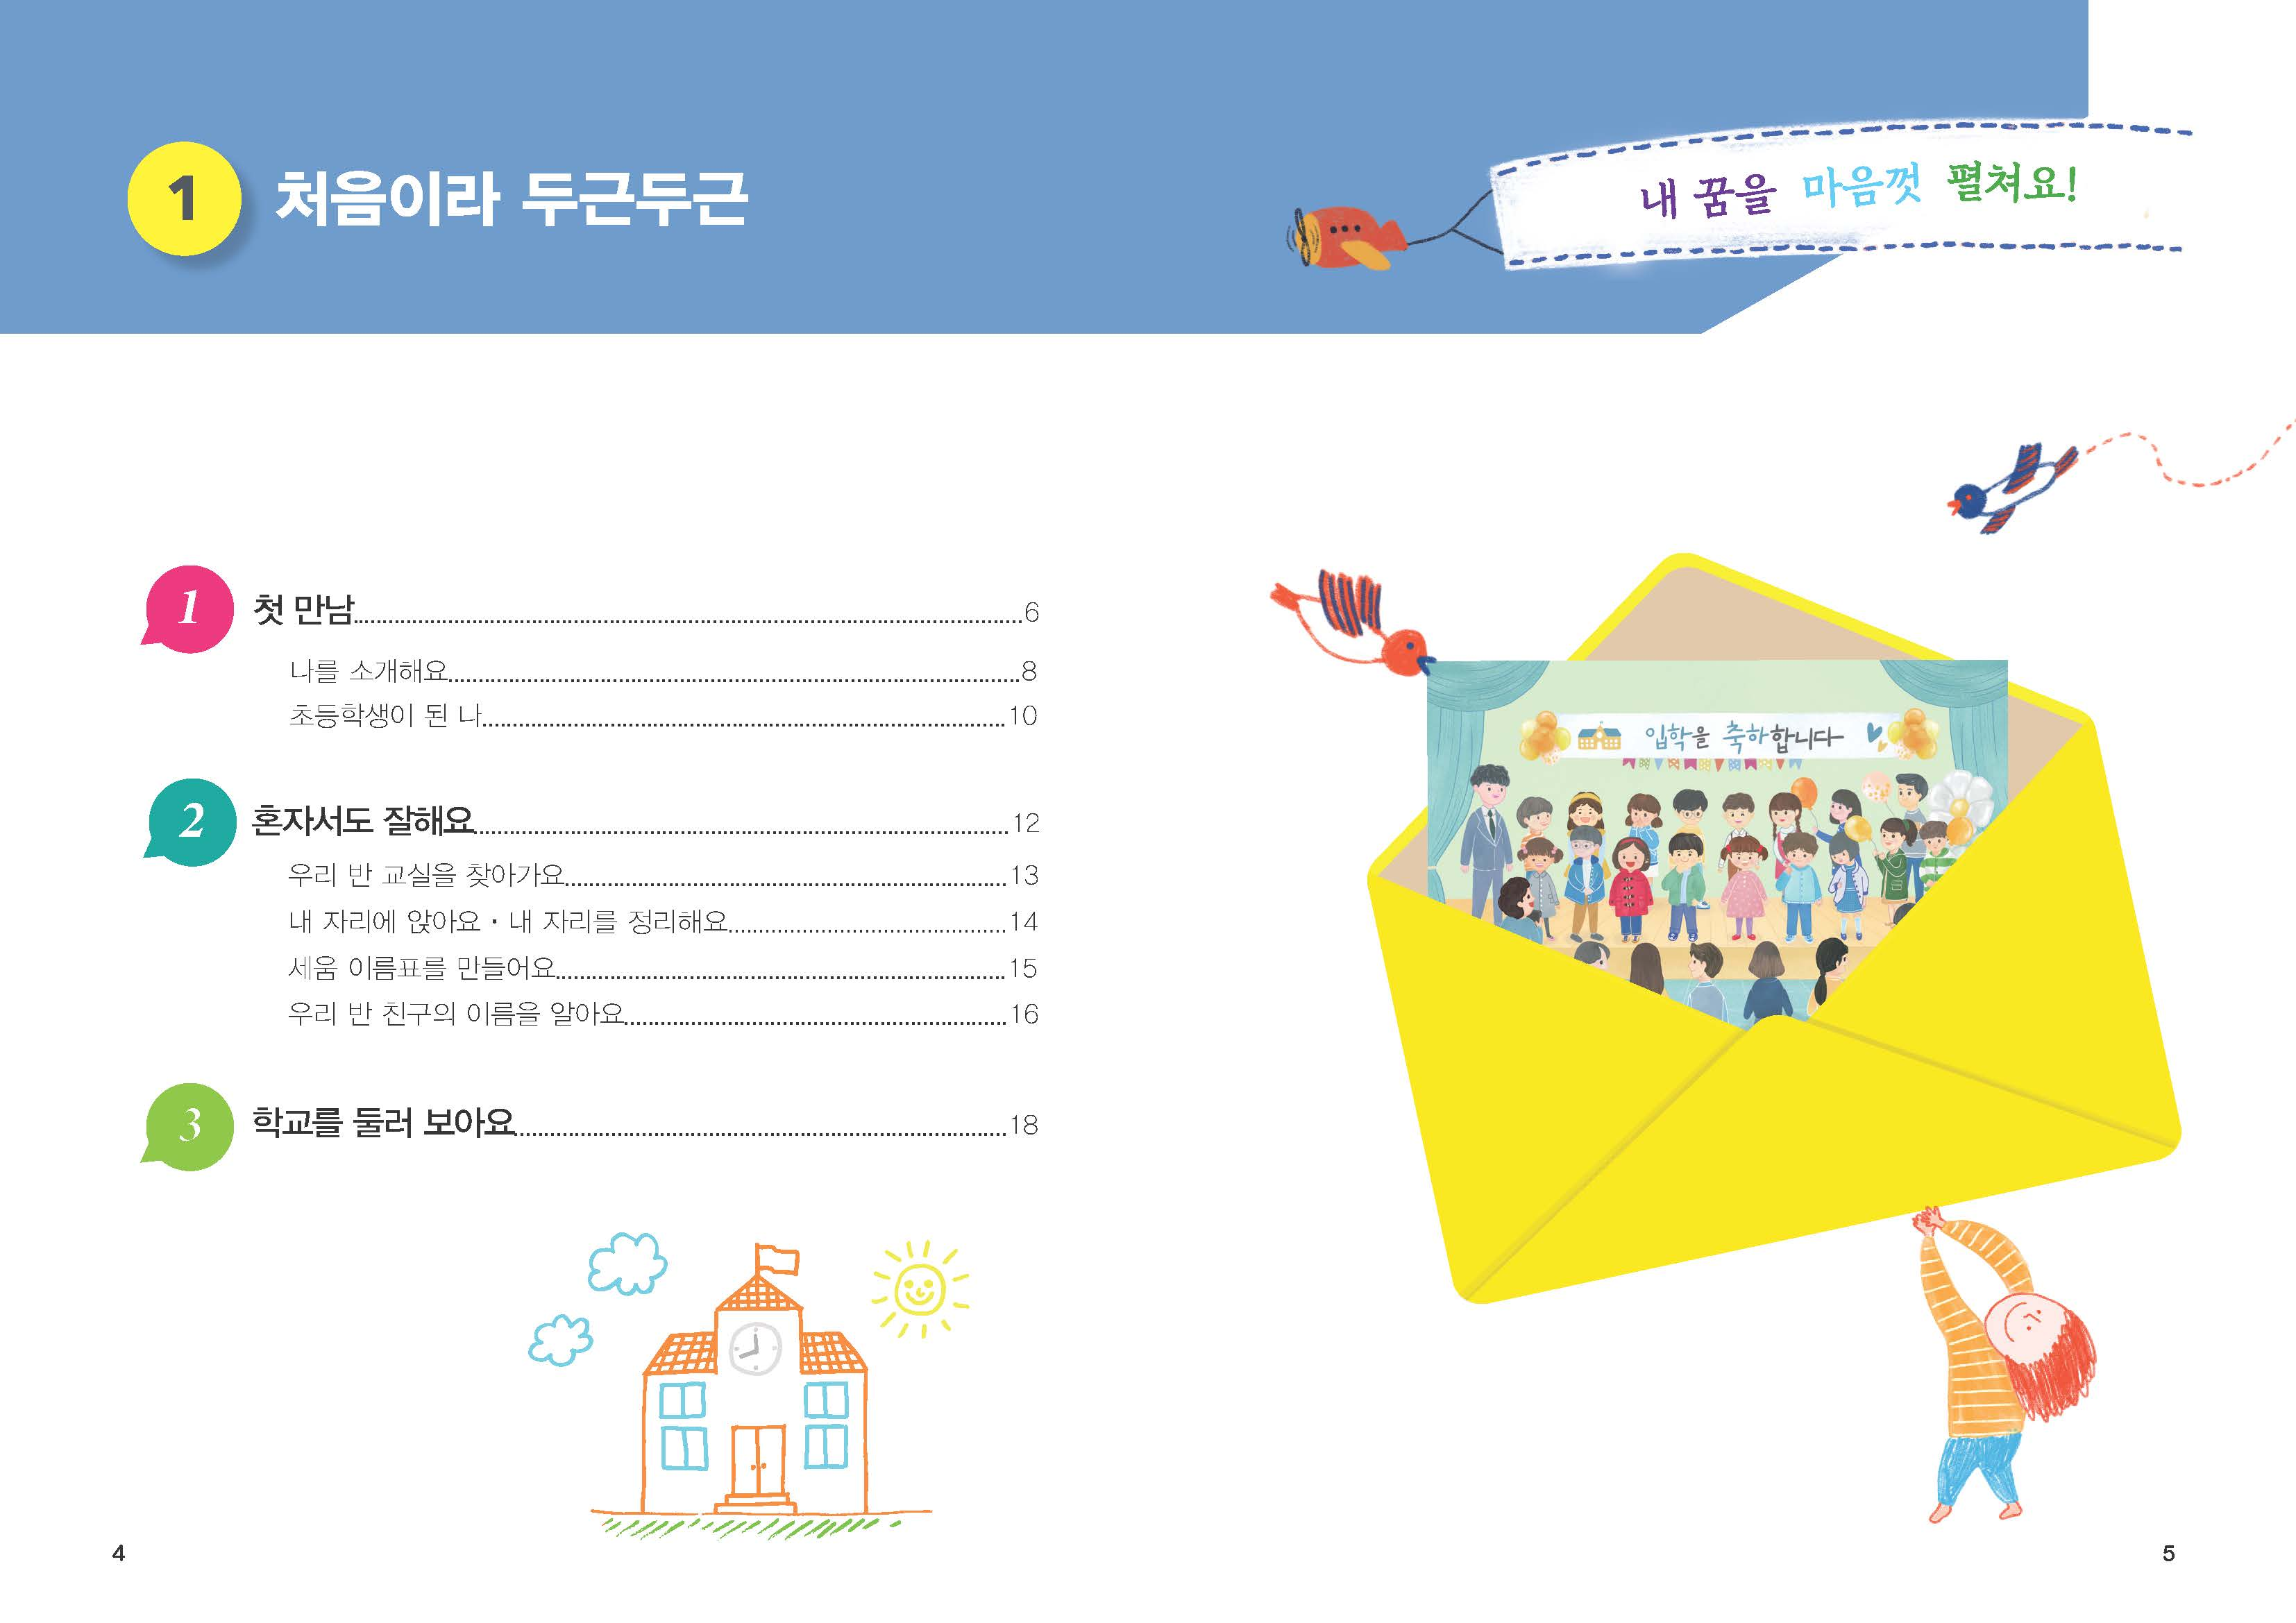 1 처음이라 두근두근
내 꿈을 마음껏 펼쳐요!
1 첫 만남 6
나를 소개해요 8
초등학생이 된 나 10
2 혼자서도 잘해요 12
우리 반 교실을 찾아가요 13
내 자리에 앉아요 · 내 자리를 정리해요 14
세움 이름표를 만들어요 15
우리 반 친구의 이름을 알아요 16
3 학교를 둘러 보아요 18
입학을 축하합니다
4
5